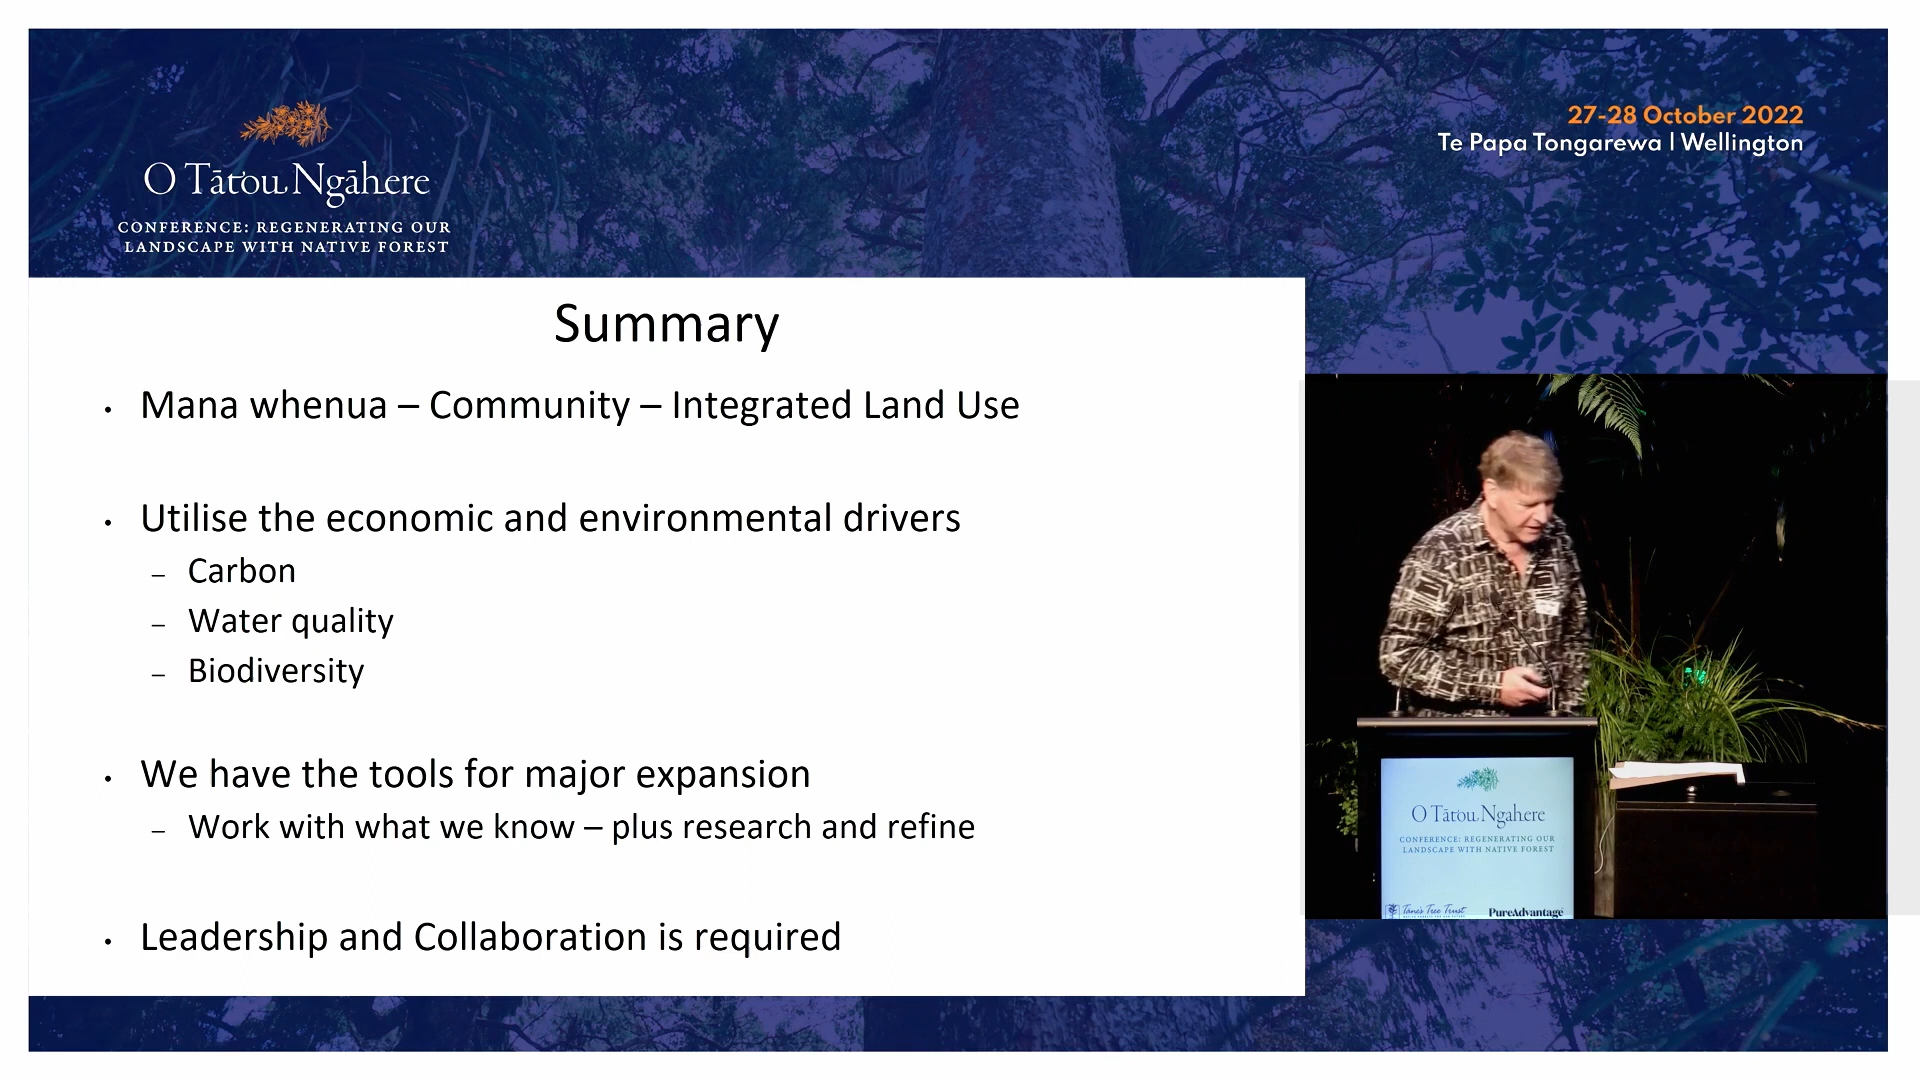 O Tātou Ngāhere
CONFERENCE: REGENERATING OUR
LANDSCAPE WITH NATIVE FOREST
27-28 October 2022
Te Papa Tongarewa | Wellington
Summary
• Mana whenua – Community – Integrated Land Use
• Utilise the economic and environmental drivers
– Carbon
– Water quality
– Biodiversity
• We have the tools for major expansion
– Work with what we know – plus research and refine
• Leadership and Collaboration is required
O Tātou Ngāhere
CONFERENCE: REGENERATING OUR
LANDSCAPE WITH NATIVE FOREST
Tāne's Tree Trust
PureAdvantage